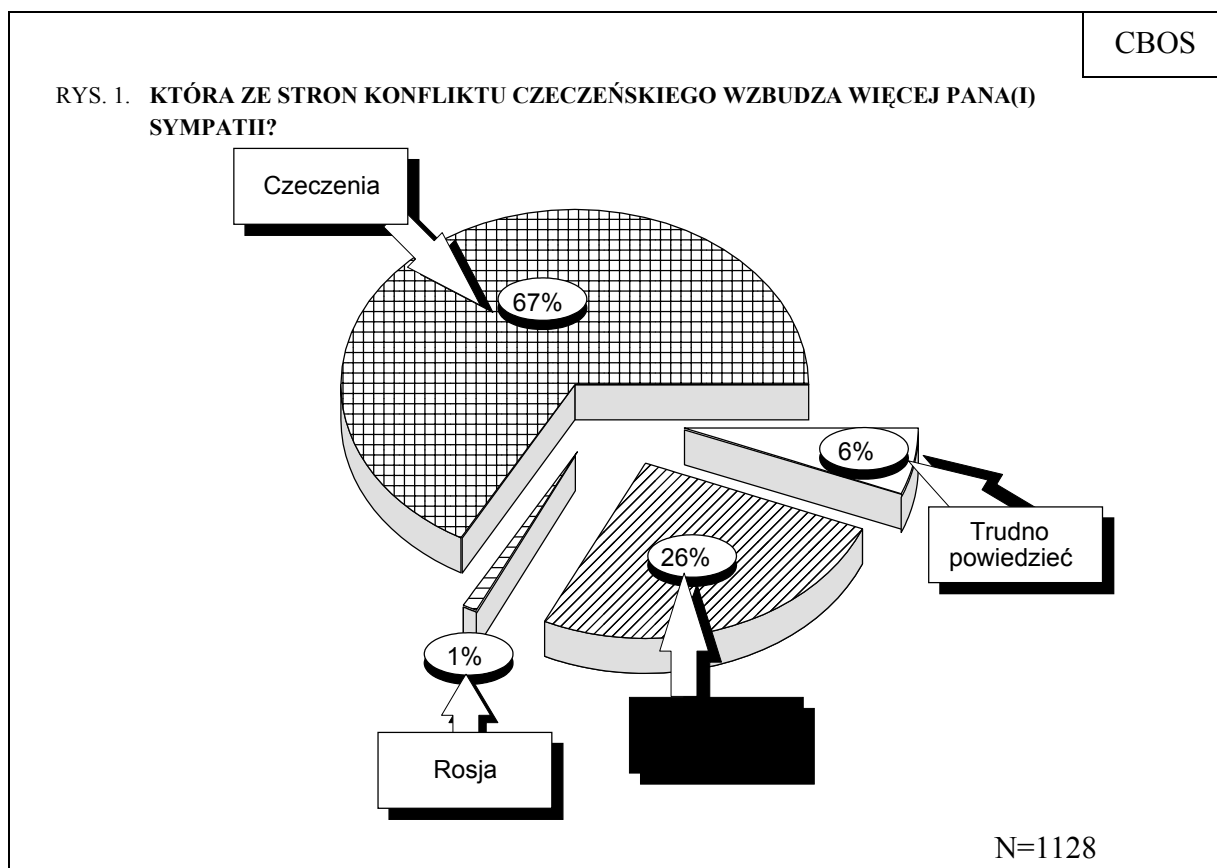 CBOS
RYS. 1. KTÓRA ZE STRON KONFLIKTU CZECZEŃSKIEGO WZBUDZA WIĘCEJ PANA(I)
SYMPATII?
Czeczenia
67%
6%
Trudno
powiedzieć
26%
1%
Rosja
N=1128